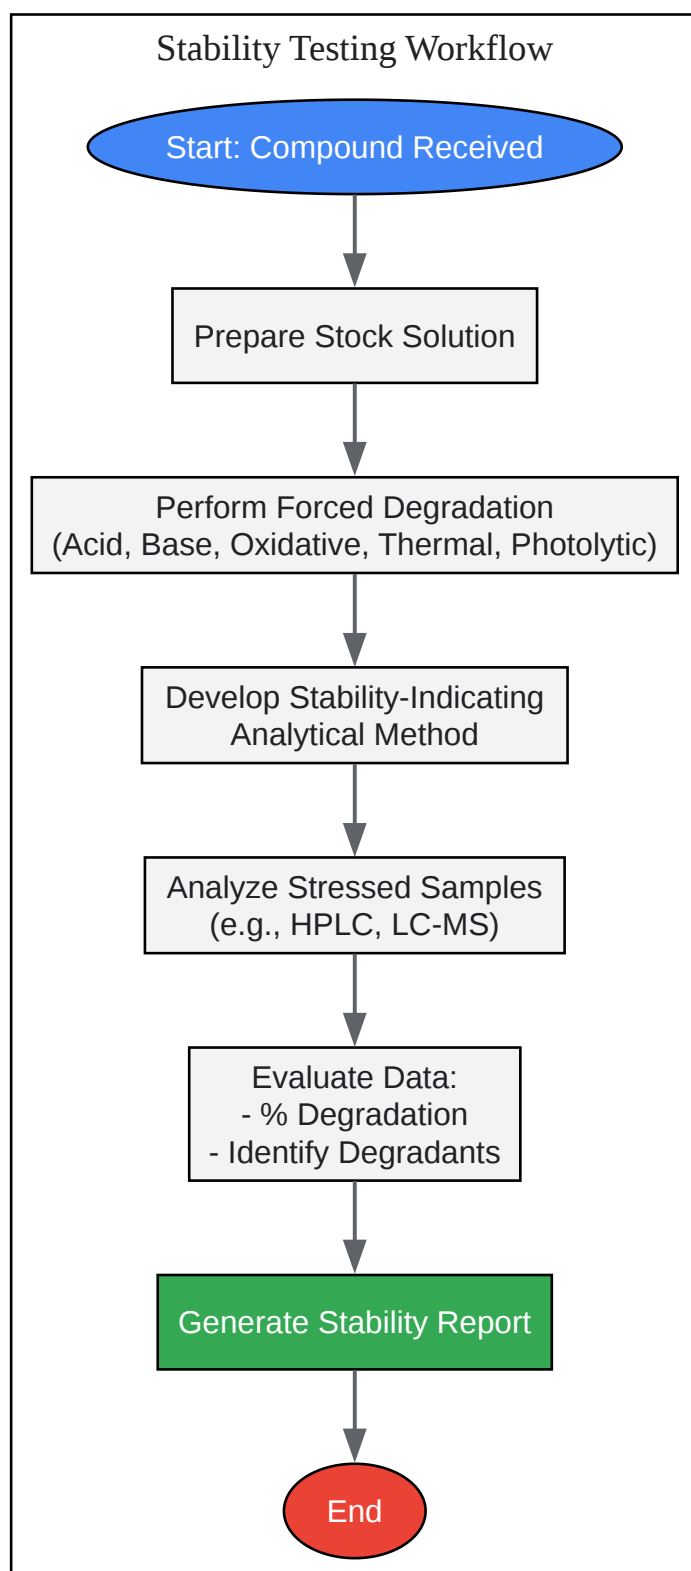 Stability Testing Workflow
Start: Compound Received
Prepare Stock Solution
Perform Forced Degradation
(Acid, Base, Oxidative, Thermal, Photolytic)
Develop Stability-Indicating
Analytical Method
Analyze Stressed Samples
(e.g., HPLC, LC-MS)
Evaluate Data:
- % Degradation
- Identify Degradants
Generate Stability Report
End